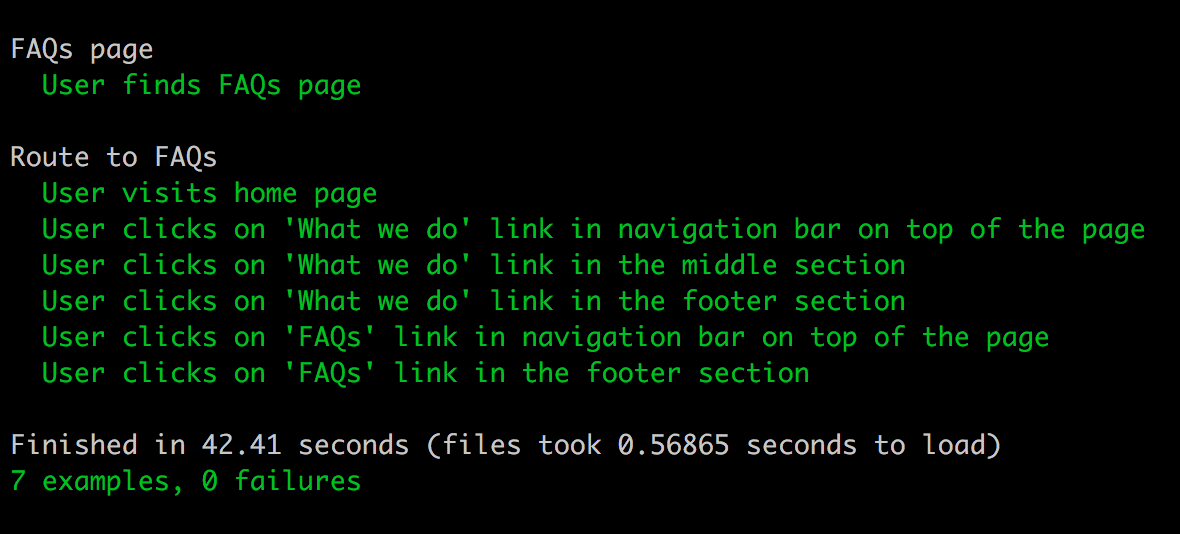 FAQs page
User finds FAQs page
Route to FAQs
User visits home page
User clicks on 'What we do' link in navigation bar on top of the page
User clicks on 'What we do' link in the middle section
User clicks on 'What we do' link in the footer section
User clicks on 'FAQs' link in navigation bar on top of the page
User clicks on 'FAQs' link in the footer section
Finished in 42.41 seconds (files took 0.56865 seconds to load)
7 examples, 0 failures